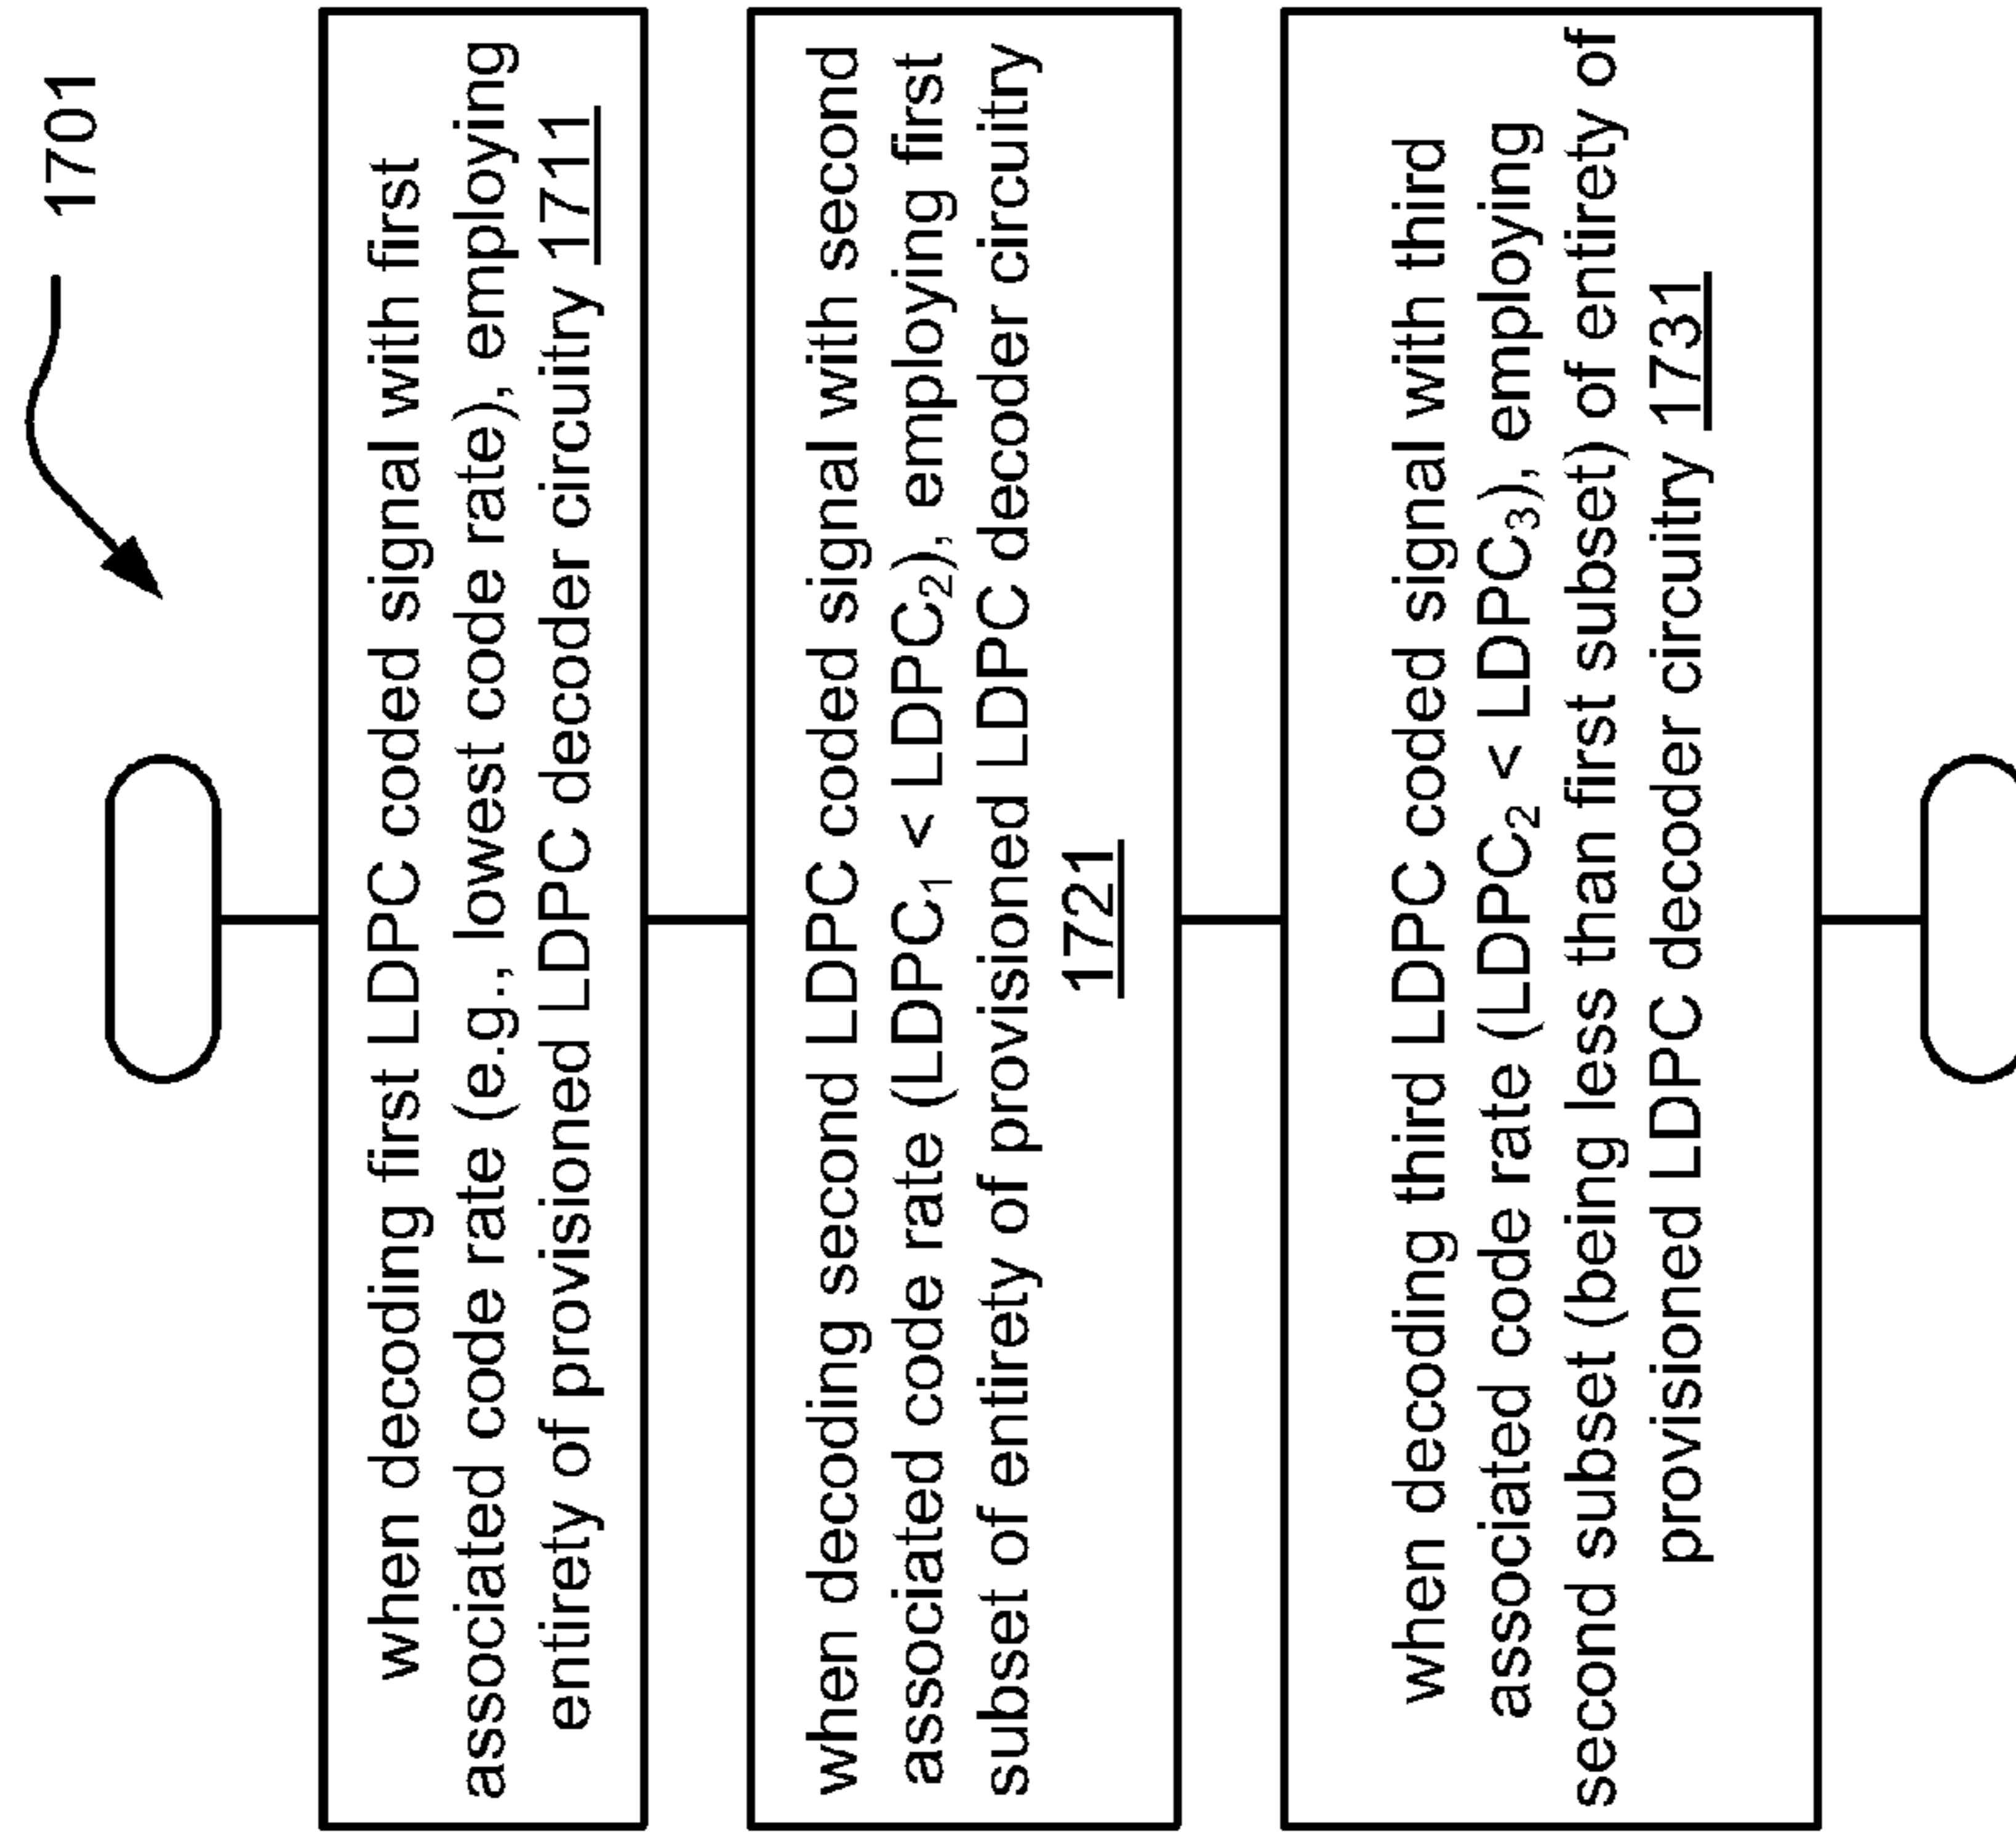 1701
when decoding first LDPC coded signal with first
associated code rate (e.g., lowest code rate), employing
entirety of provisioned LDPC decoder circuitry 1711
when decoding second LDPC coded signal with second
associated code rate (LDPC₁ < LDPC₂), employing first
subset of entirety of provisioned LDPC decoder circuitry
1721
when decoding third LDPC coded signal with third
associated code rate (LDPC₂ < LDPC₃), employing
second subset (being less than first subset) of entirety of
provisioned LDPC decoder circuitry 1731